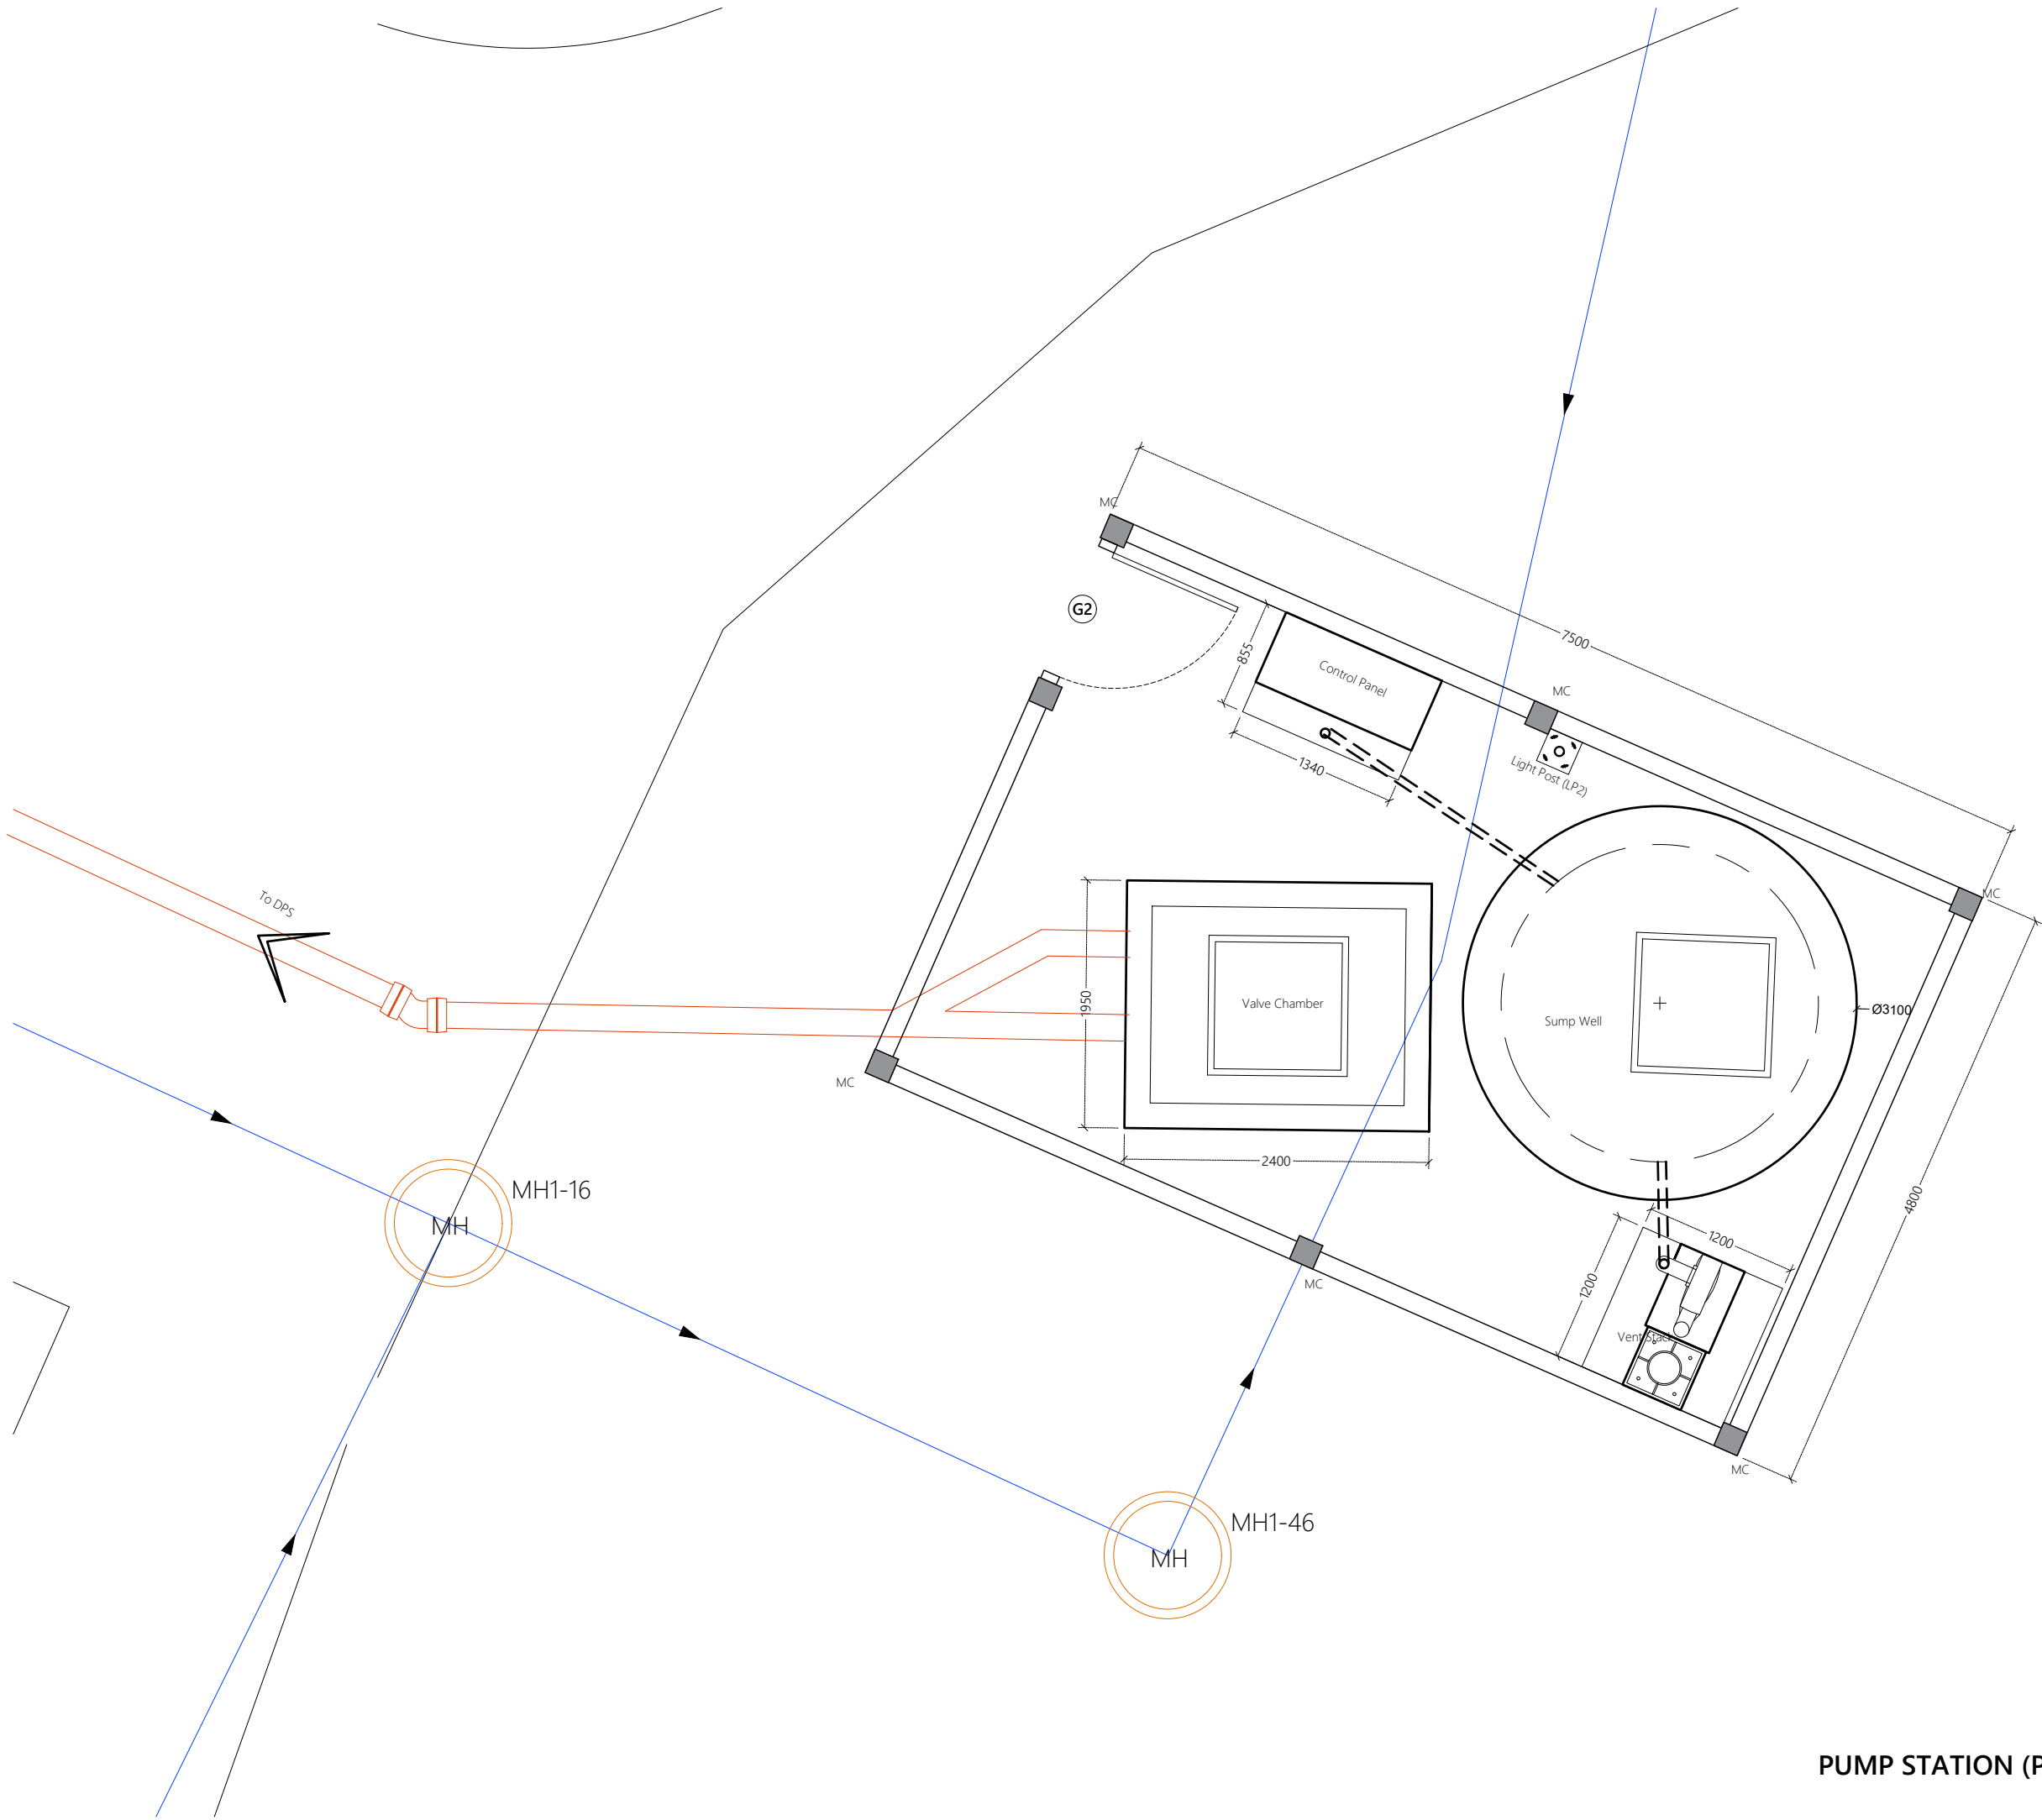 MC
G2
7500
855
Control Panel
MC
1340
Light Post (LP2)
MC
To DPS
1950
Valve Chamber
Sump Well
Ø3100
MC
2400
4800
MH1-16
MH
1200
1200
MC
Vent Stack
MC
MH1-46
MH
PUMP STATION (P